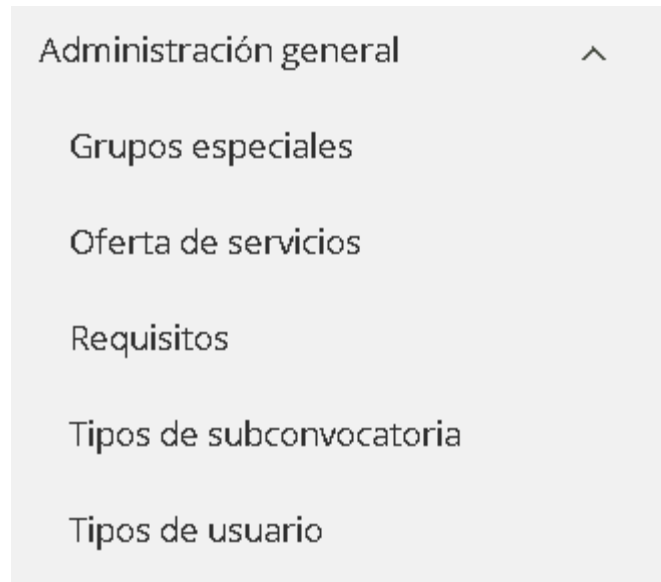 Administración general
Grupos especiales
Oferta de servicios
Requisitos
Tipos de subconvocatoria
Tipos de usuario